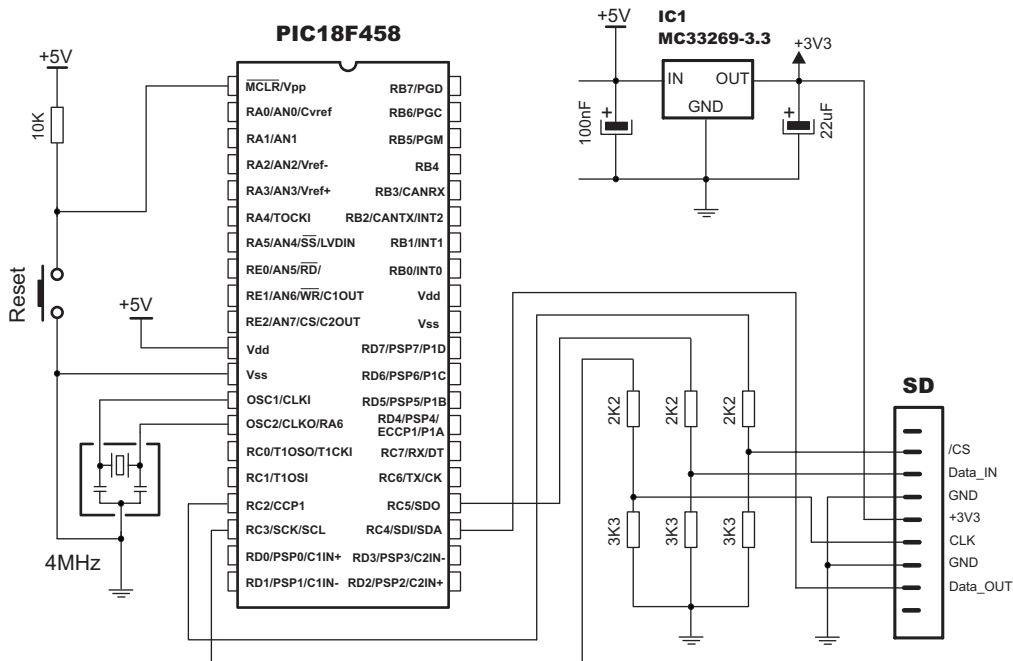 PIC18F458
+5V
10K
Reset
+5V
4MHz
MCLR/Vpp
RA0/AN0/Cvref
RA1/AN1
RA2/AN2/Vref-
RA3/AN3/Vref+
RA4/TOCKI
RA5/AN4/SS/LVDIN
RE0/AN5/RD/
RE1/AN6/WR/C1OUT
RE2/AN7/CS/C2OUT
Vdd
Vss
OSC1/CLKI
OSC2/CLKO/RA6
RC0/T1OSO/T1CKI
RC1/T1OSI
RC2/CCP1
RC3/SCK/SCL
RD0/PSP0/C1IN+
RD1/PSP1/C1IN-
RB7/PGD
RB6/PGC
RB5/PGM
RB4
RB3/CANRX
RB2/CANTX/INT2
RB1/INT1
RB0/INT0
Vdd
Vss
RD7/PSP7/P1D
RD6/PSP6/P1C
RD5/PSP5/P1B
RD4/PSP4/
ECCP1/P1A
RC7/RX/DT
RC6/TX/CK
RC5/SDO
RC4/SDI/SDA
RD3/PSP3/C2IN-
RD2/PSP2/C2IN+
+5V
IC1
MC33269-3.3
+3V3
IN
OUT
GND
+
100nF
+
22uF
2K2
2K2
2K2
3K3
3K3
3K3
SD
/CS
Data_IN
GND
+3V3
CLK
GND
Data_OUT